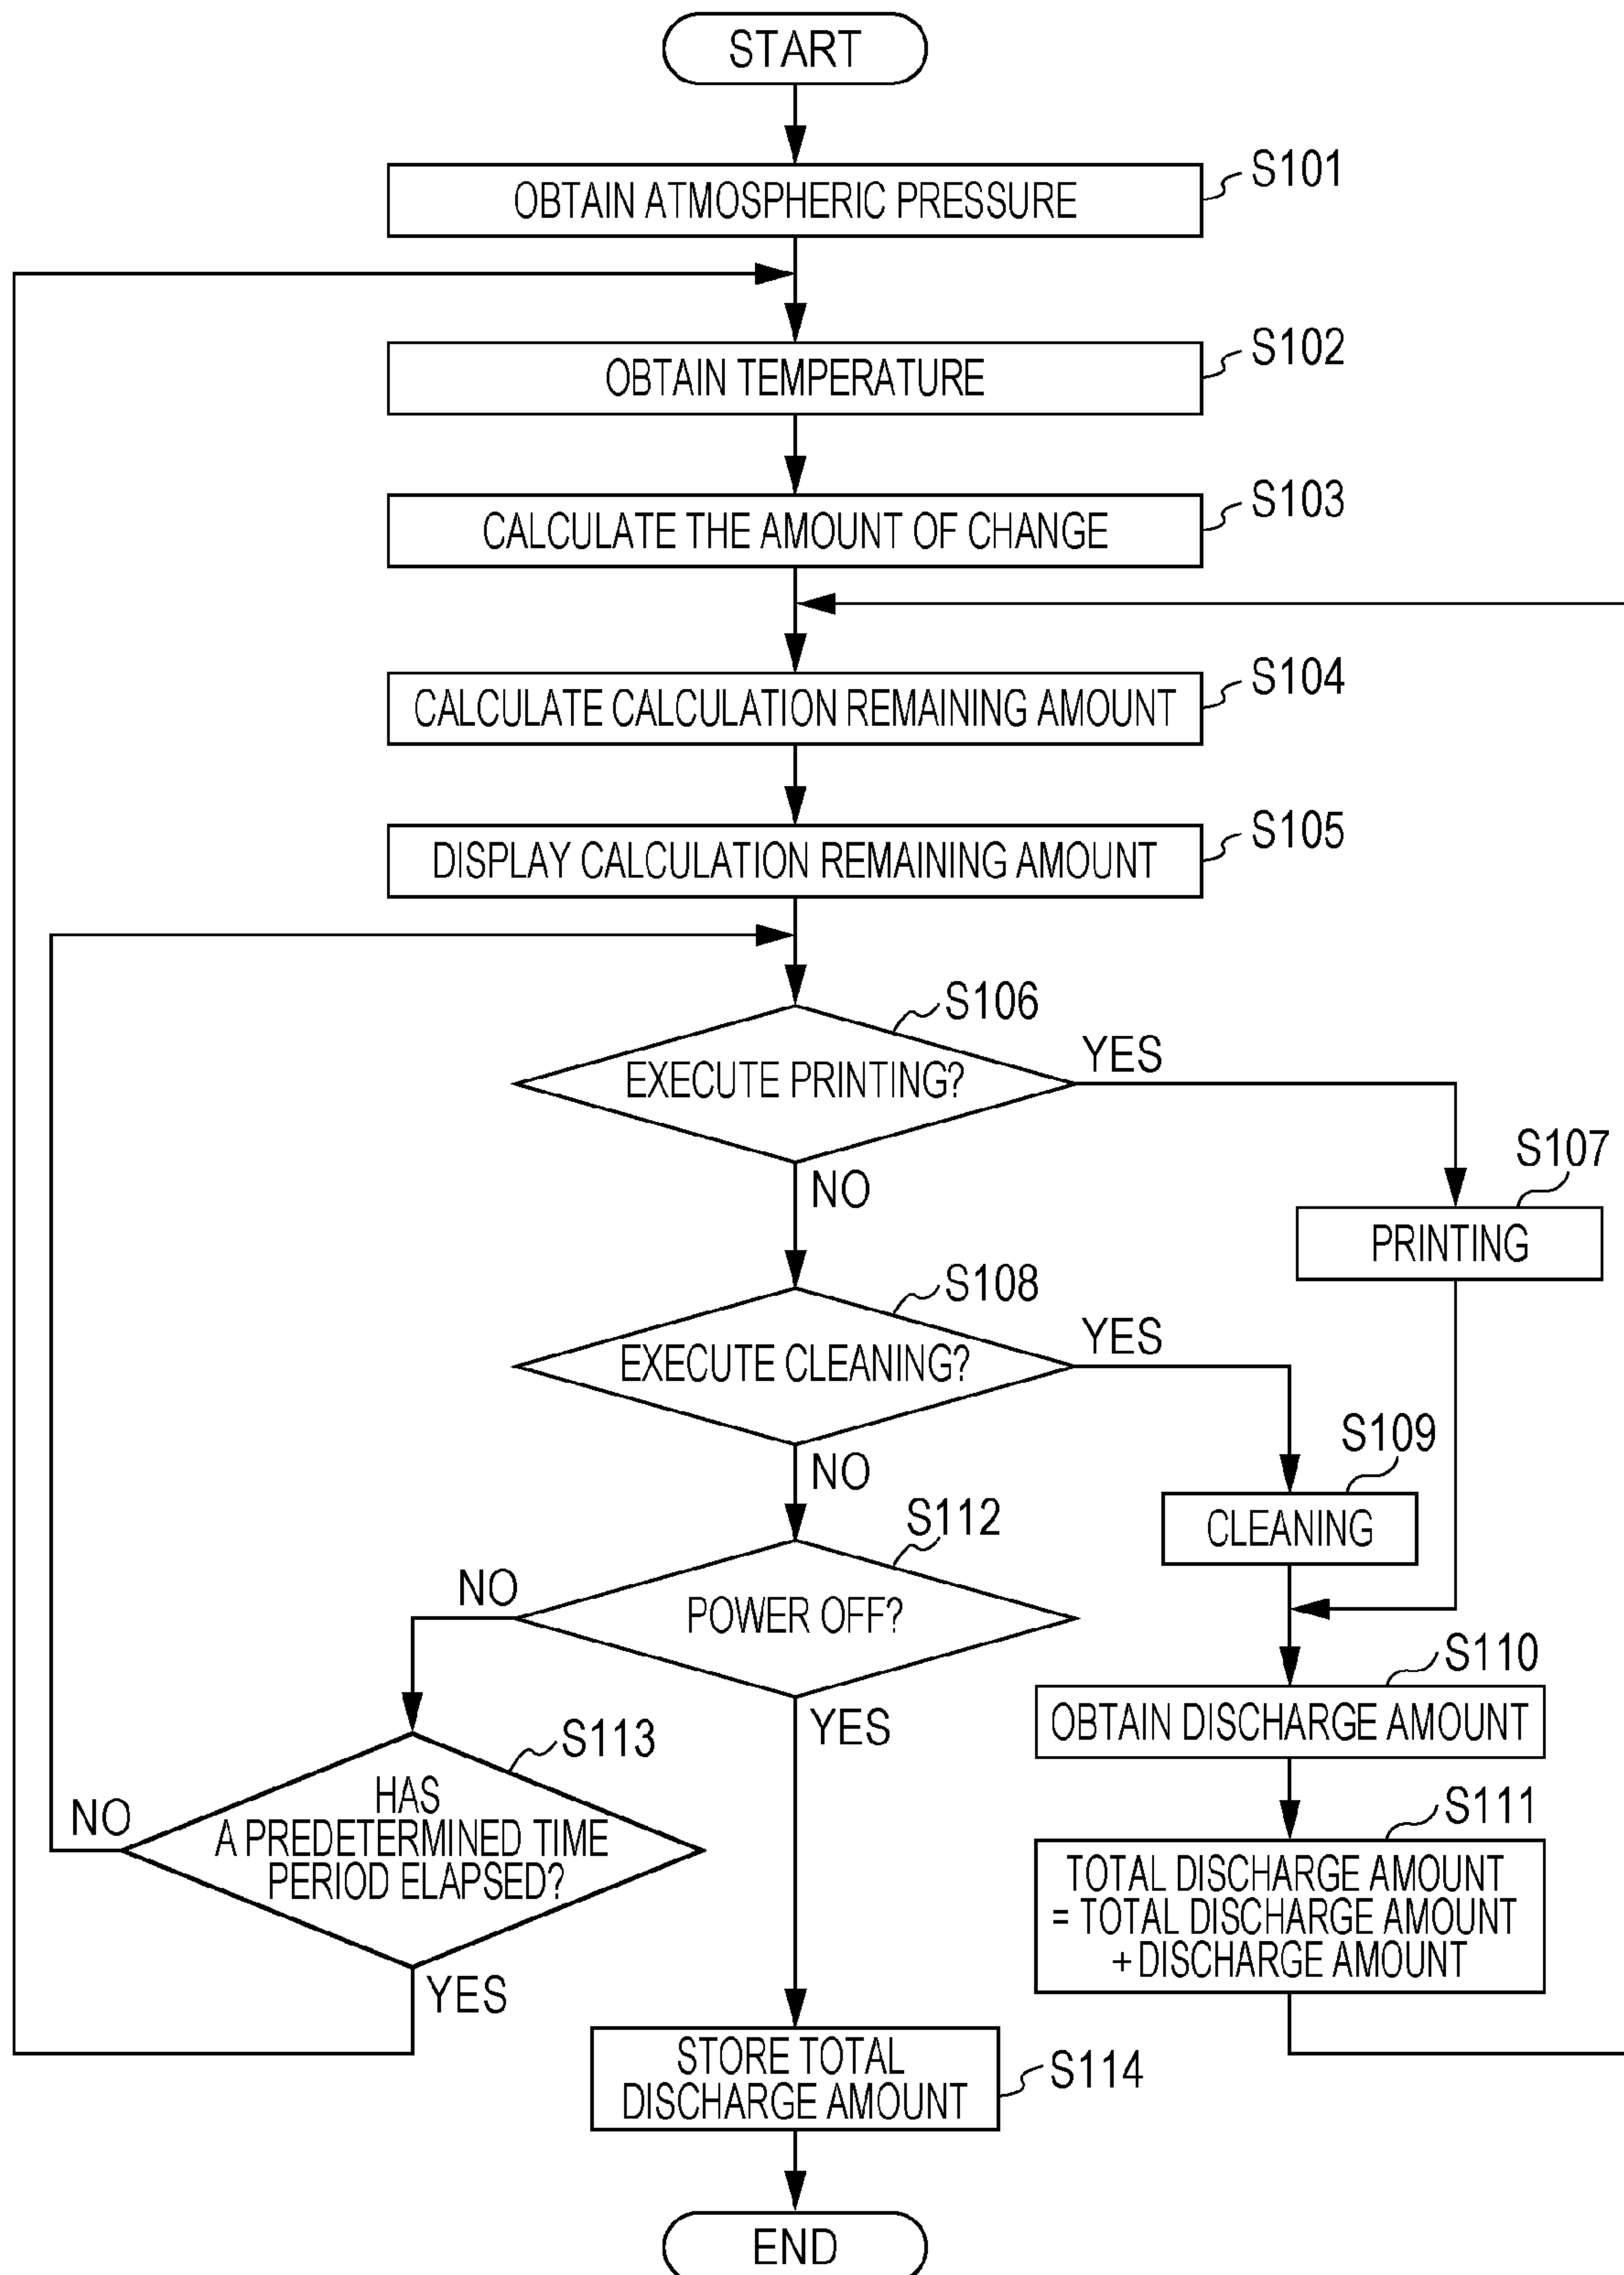 START
OBTAIN ATMOSPHERIC PRESSURE
S101
OBTAIN TEMPERATURE
S102
CALCULATE THE AMOUNT OF CHANGE
S103
CALCULATE CALCULATION REMAINING AMOUNT
S104
DISPLAY CALCULATION REMAINING AMOUNT
S105
S106
EXECUTE PRINTING?
YES
NO
S107
PRINTING
S108
EXECUTE CLEANING?
YES
NO
S109
CLEANING
S112
POWER OFF?
NO
YES
S110
OBTAIN DISCHARGE AMOUNT
S113
HAS
A PREDETERMINED TIME
PERIOD ELAPSED?
NO
YES
S111
TOTAL DISCHARGE AMOUNT
= TOTAL DISCHARGE AMOUNT
+ DISCHARGE AMOUNT
STORE TOTAL
DISCHARGE AMOUNT
S114
END